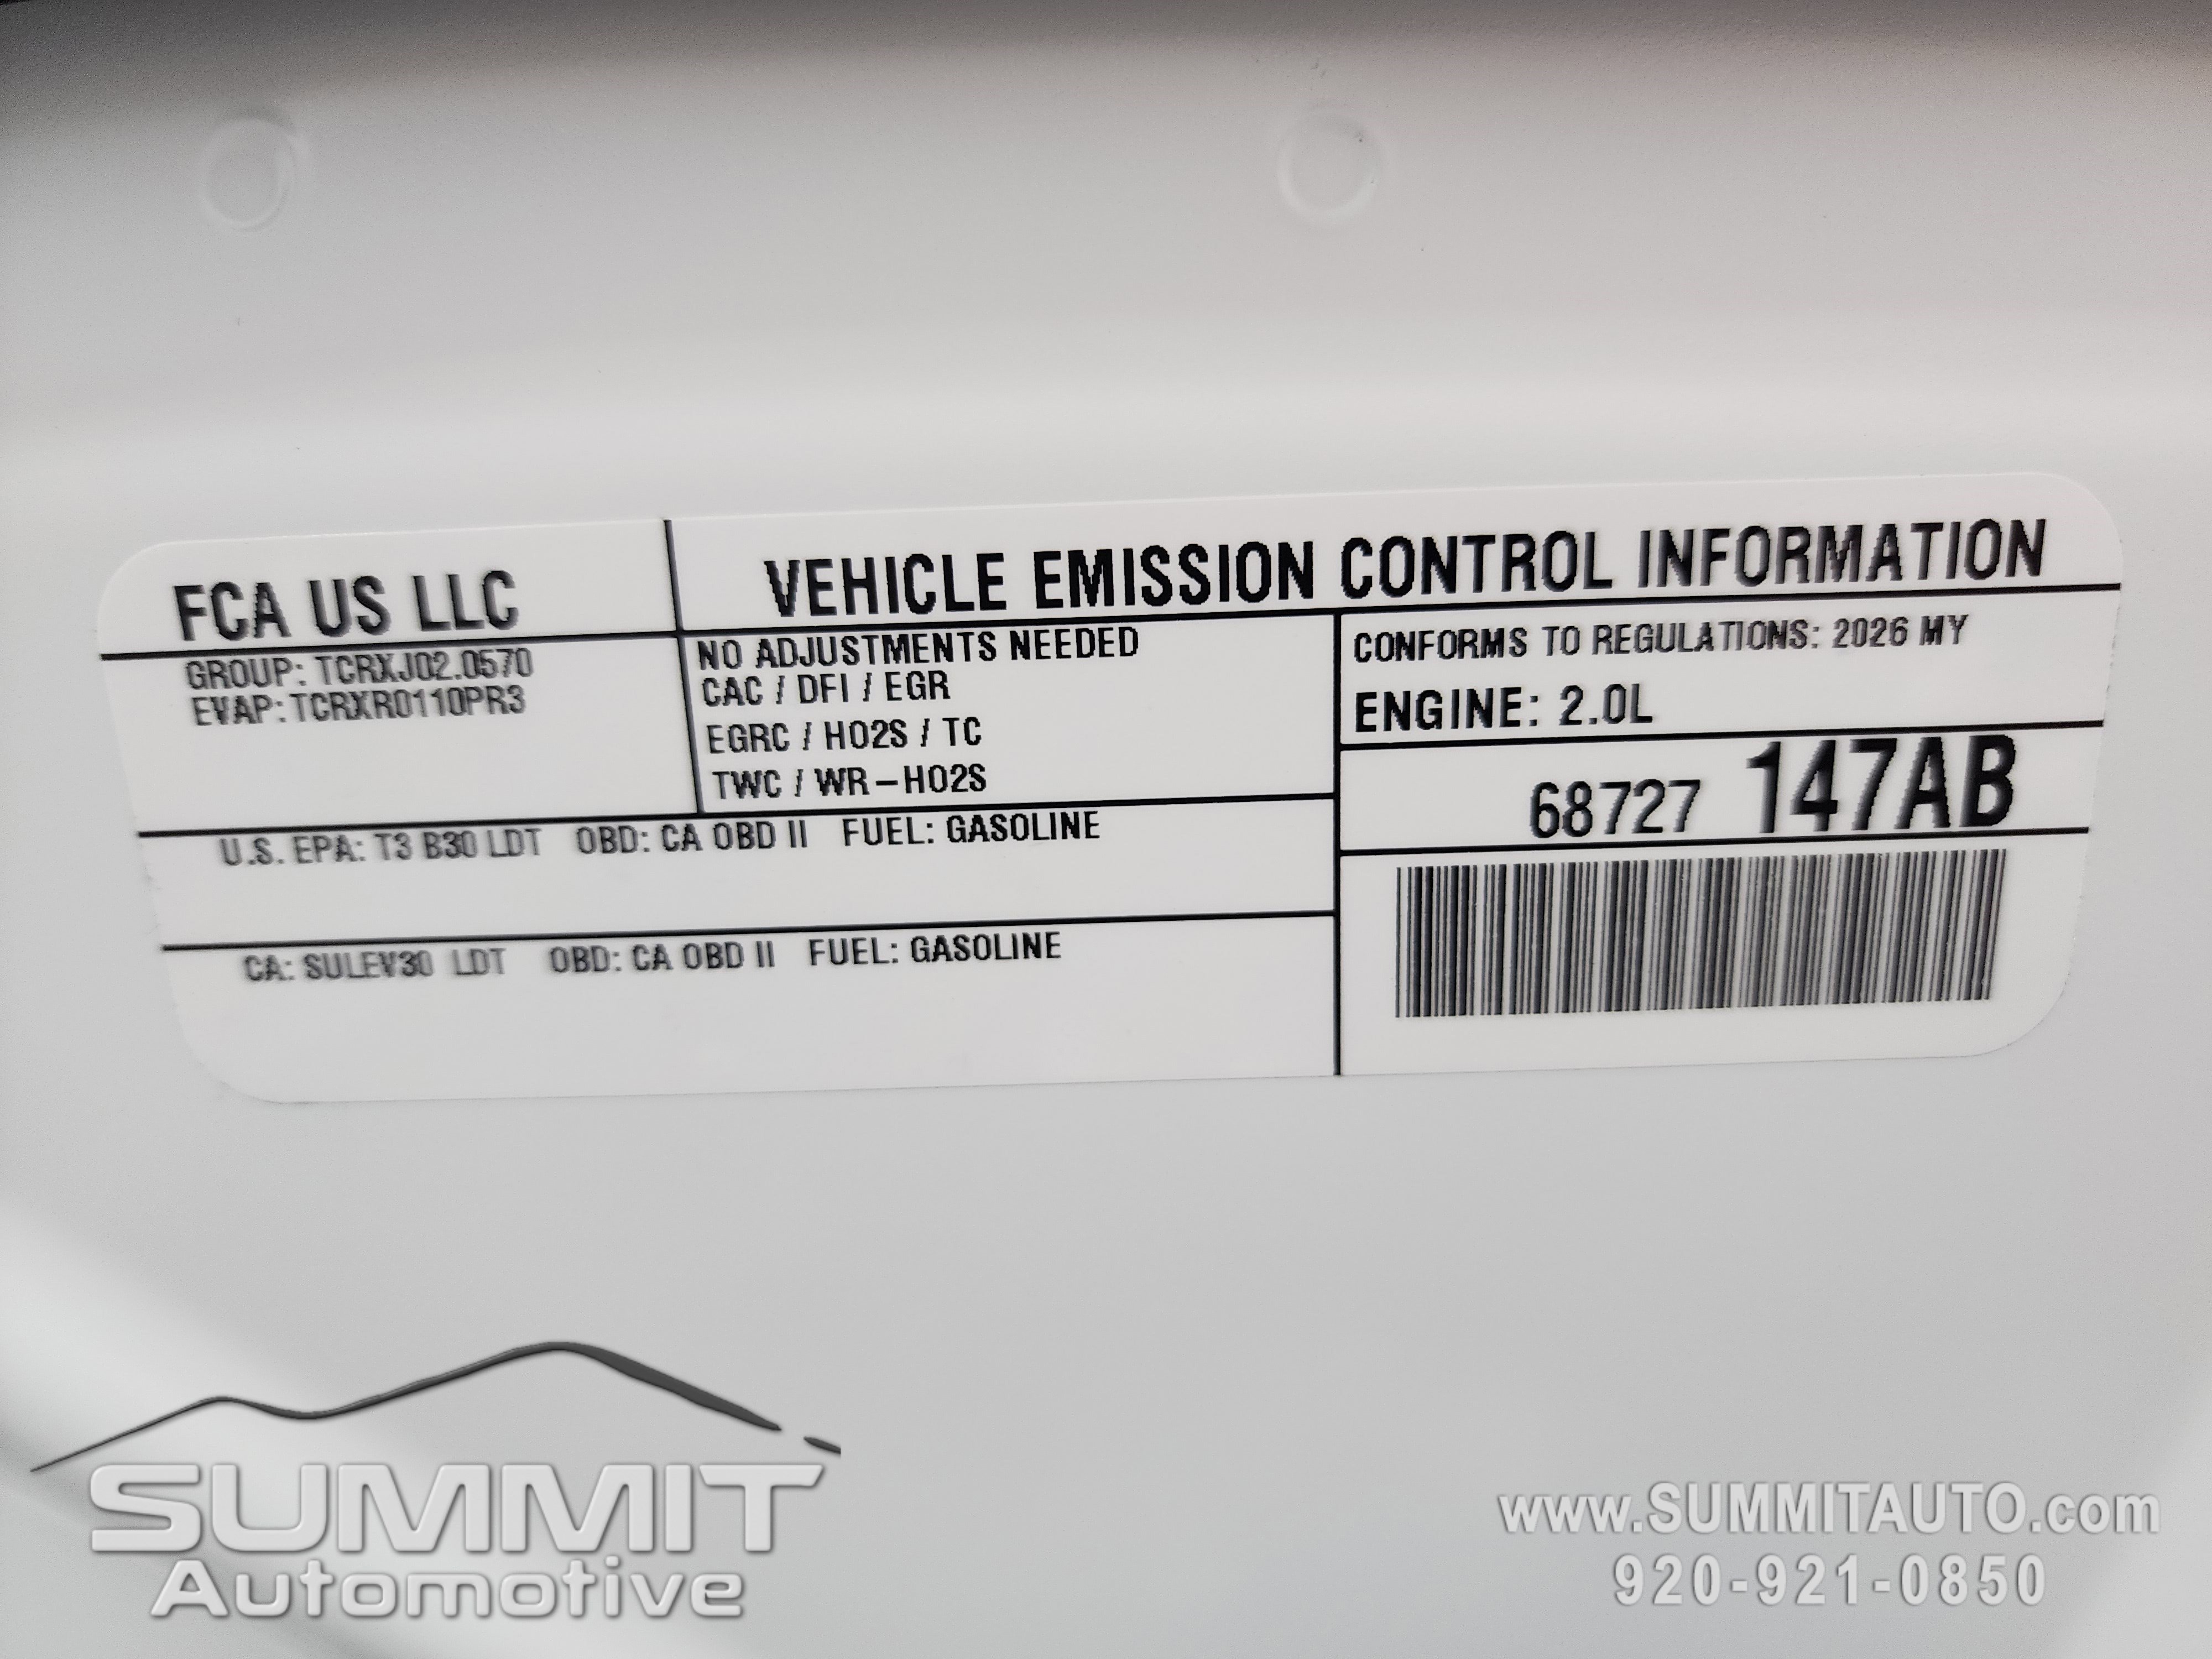 FCA US LLC
VEHICLE EMISSION CONTROL INFORMATION
GROUP: TCRXJ02.0570
EVAP: TCRXR0110PR3
NO ADJUSTMENTS NEEDED
CAC / DFI / EGR
EGRC / HO2S / TC
TWC / WR-HO2S
CONFORMS TO REGULATIONS: 2026 MY
ENGINE: 2.0L
68727 147AB
U.S. EPA: T3 B30 LDT OBD: CA OBD II FUEL: GASOLINE
CA: SULEV30 LDT OBD: CA OBD II FUEL: GASOLINE
SUMMIT
Automotive
www.SUMMITAUTO.com
920-921-0850